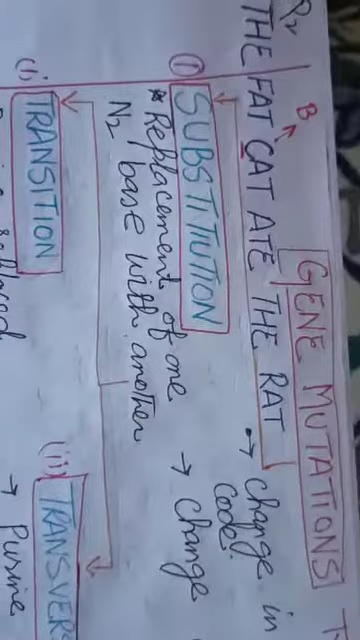 GENE MUTATIONS
B
THE FAT CAT ATE THE RAT
→ change in
code.
① SUBSTITUTION
→ Change
* Replacement of one
N₂ base with another
(i) TRANSITION
(ii) TRANSVERS
→ Purine